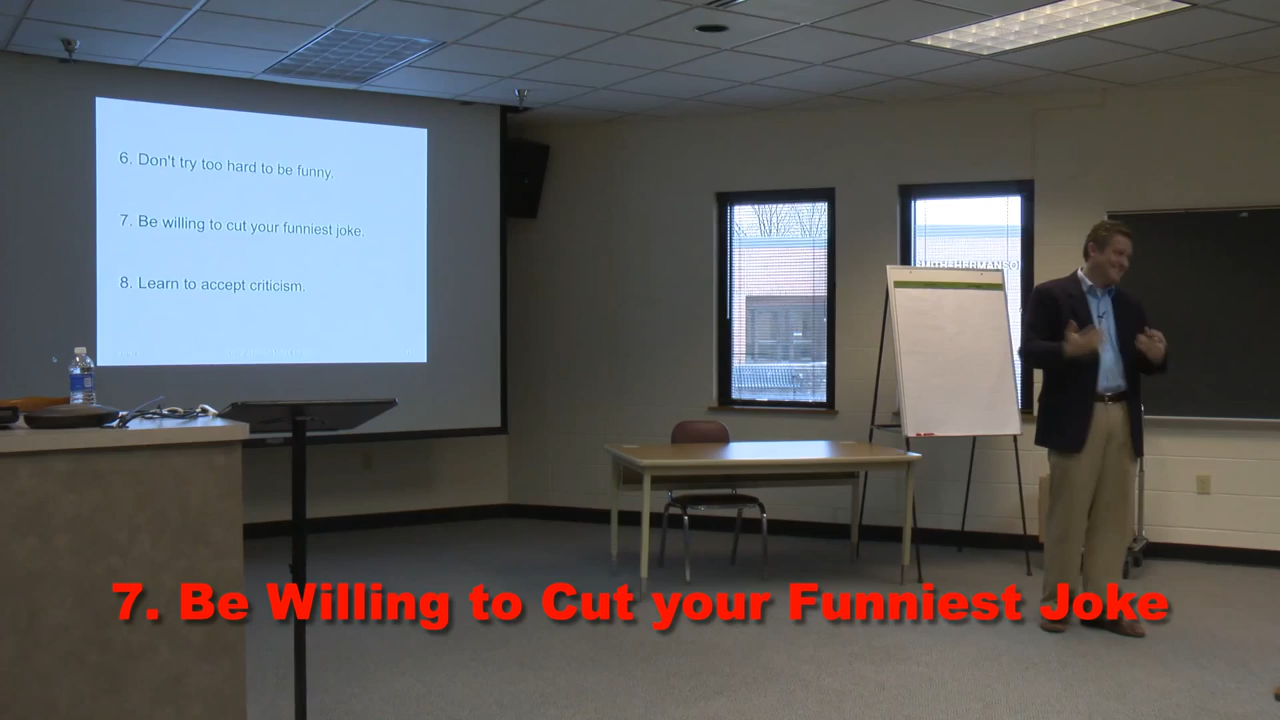 6. Don't try too hard to be funny.
7. Be willing to cut your funniest joke.
8. Learn to accept criticism.
7. Be Willing to Cut your Funniest Joke